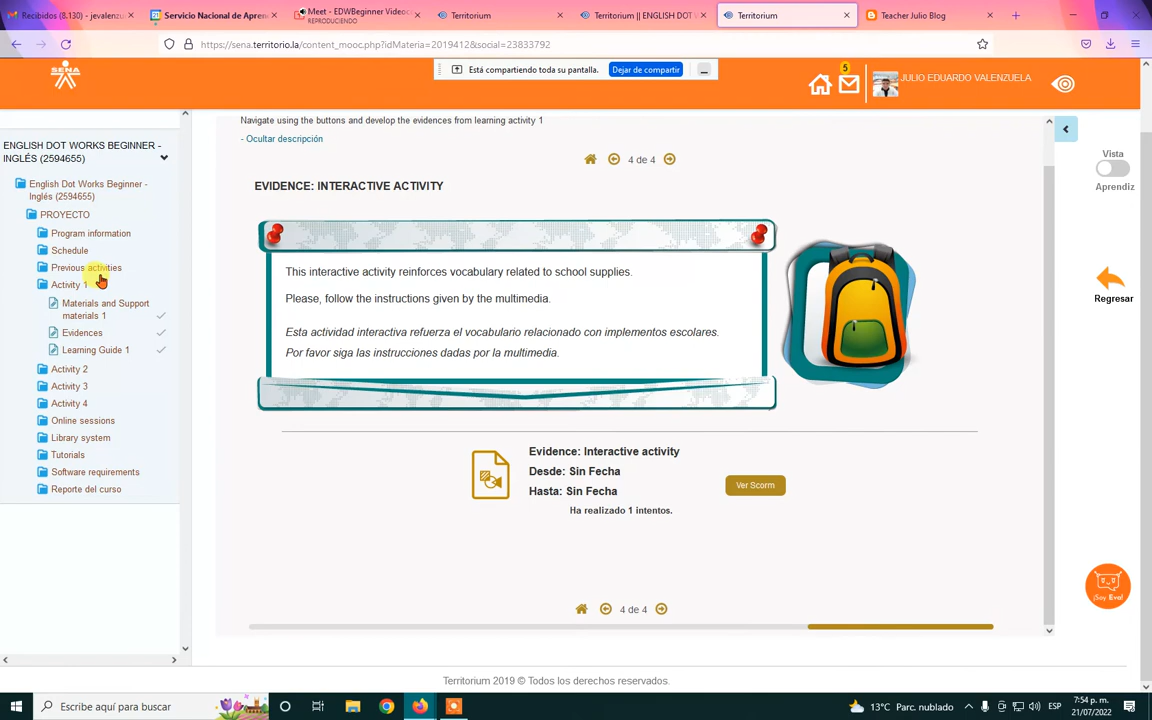 Recibidos (8.130) - jevalenzu
Servicio Nacional de Apren
Meet - EDWBeginner Videoc
REPRODUCIENDO
Territorium
Territorium || ENGLISH DOT W
Territorium
Teacher Julio Blog
https://sena.territorio.la/content_mooc.php?idMateria=2019412&social=23833792
Está compartiendo toda su pantalla.
Dejar de compartir
SENA
5
JULIO EDUARDO VALENZUELA
ENGLISH DOT WORKS BEGINNER -
INGLÉS (2594655)
English Dot Works Beginner -
Inglés (2594655)
PROYECTO
Program information
Schedule
Previous activities
Activity 1
Materials and Support
materials 1
Evidences
Learning Guide 1
Activity 2
Activity 3
Activity 4
Online sessions
Library system
Tutorials
Software requirements
Reporte del curso
Navigate using the buttons and develop the evidences from learning activity 1
- Ocultar descripción
4 de 4
EVIDENCE: INTERACTIVE ACTIVITY
This interactive activity reinforces vocabulary related to school supplies.
Please, follow the instructions given by the multimedia.
Esta actividad interactiva refuerza el vocabulario relacionado con implementos escolares.
Por favor siga las instrucciones dadas por la multimedia.
Evidence: Interactive activity
Desde: Sin Fecha
Hasta: Sin Fecha
Ha realizado 1 intentos.
Ver Scorm
4 de 4
Vista
Aprendiz
Regresar
¡Soy Eva!
Territorium 2019 © Todos los derechos reservados.
Escribe aquí para buscar
13°C Parc. nublado
ESP
7:54 p. m.
21/07/2022